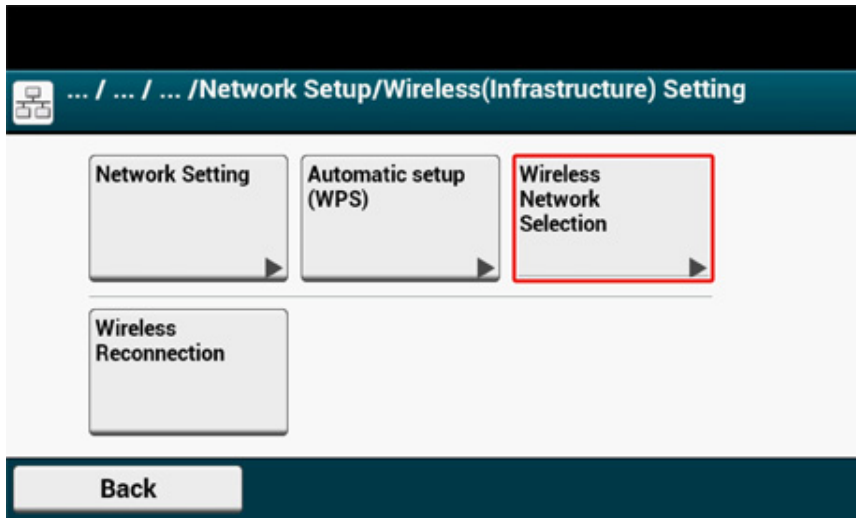 ... / ... / ... /Network Setup/Wireless(Infrastructure) Setting
Network Setting
Automatic setup
(WPS)
Wireless
Network
Selection
Wireless
Reconnection
Back